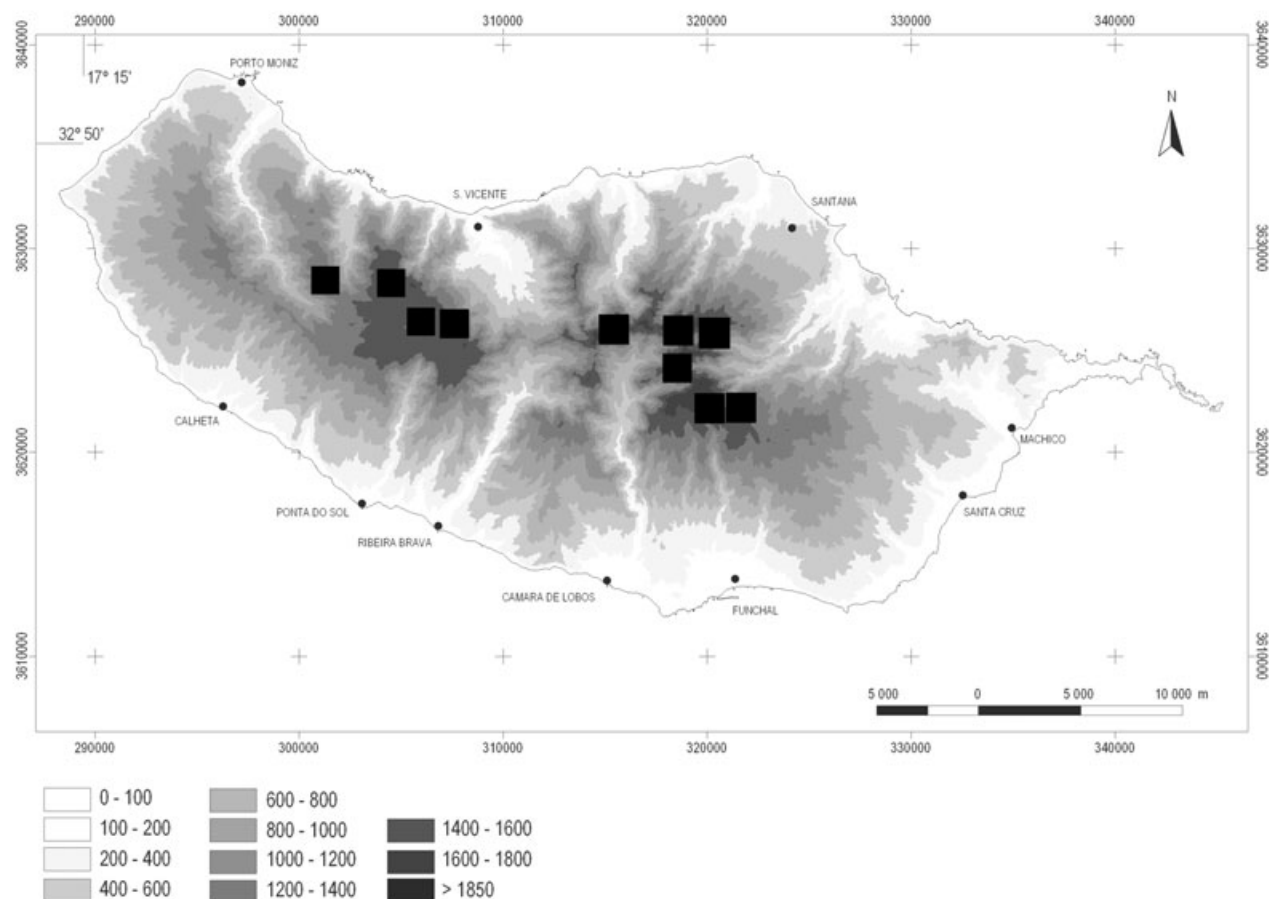 290000 300000 310000 320000 330000 340000
3640000 3640000
PORTO MONIZ
17° 15'
N
32° 50'
S. VICENTE
SANTANA
3630000 3630000
CALHETA
MACHICO
3620000 3620000
PONTA DO SOL
SANTA CRUZ
RIBEIRA BRAVA
CAMARA DE LOBOS
FUNCHAL
3610000 3610000
5 000 0 5 000 10 000 m
290000 300000 310000 320000 330000 340000
0 - 100 600 - 800
100 - 200 800 - 1000 1400 - 1600
200 - 400 1000 - 1200 1600 - 1800
400 - 600 1200 - 1400 > 1850